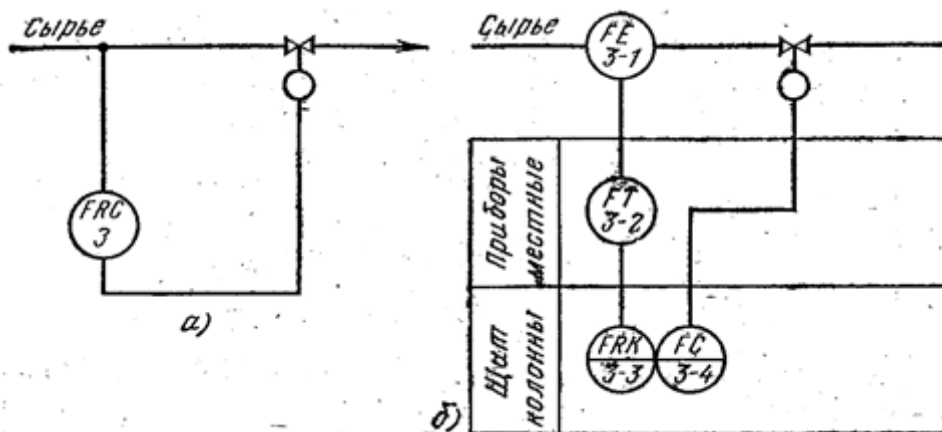 Сырье
FRC
3
а)
Сырье
FE
3-1
Приборы
местные
FT
3-2
Щит
колонны
FRK
3-3
FC
3-4
б)